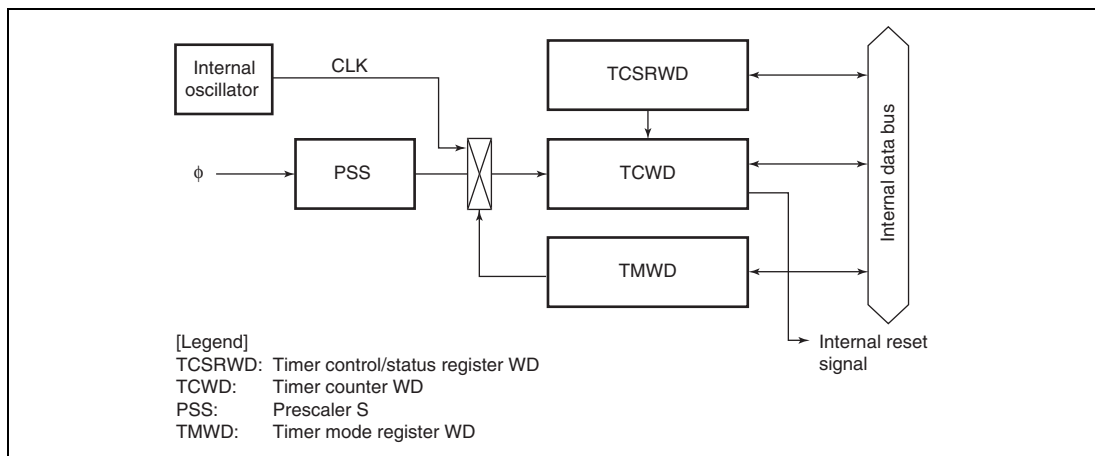 Internal
oscillator
CLK
TCSRWD
φ
PSS
TCWD
Internal data bus
TMWD
Internal reset
signal
[Legend]
TCSRWD: Timer control/status register WD
TCWD: Timer counter WD
PSS: Prescaler S
TMWD: Timer mode register WD